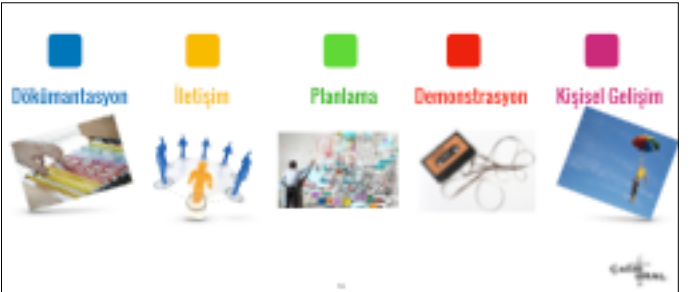 Dökümantasyon
İletişim
Planlama
Demonstrasyon
Kişisel Gelişim